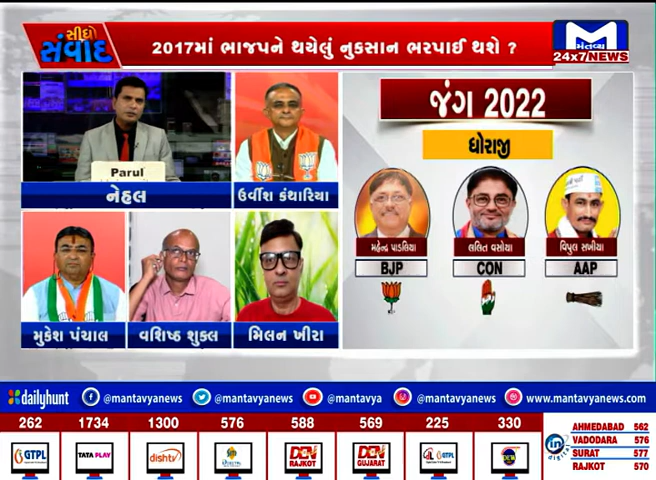 સીધો
સંવાદ
2017માં ભાજપને થયેલું નુકસાન ભરપાઈ થશે ?
મંતવ્ય
24x7NEWS
Parul
નેહલ
ઉર્વીશ કંથારિયા
મુકેશ પંચાલ
વશિષ્ઠ શુક્લ
મિલન ખીરા
જંગ 2022
ધોરાજી
મહેન્દ્ર પાડલિયા
લલિત વસોયા
વિપુલ સખીયા
BJP
CON
AAP
dailyhunt
@mantavyanews
@mantavyanews
@mantavya
@mantavyanews
www.mantavyanews.com
262 1734 1300 576 588 569 225 330
GTPL
TATA PLAY
dishtv
DEN
RAJKOT
DEN
GUJARAT
GTPL
in
digital
AHMEDABAD 562
VADODARA 576
SURAT 577
RAJKOT 570